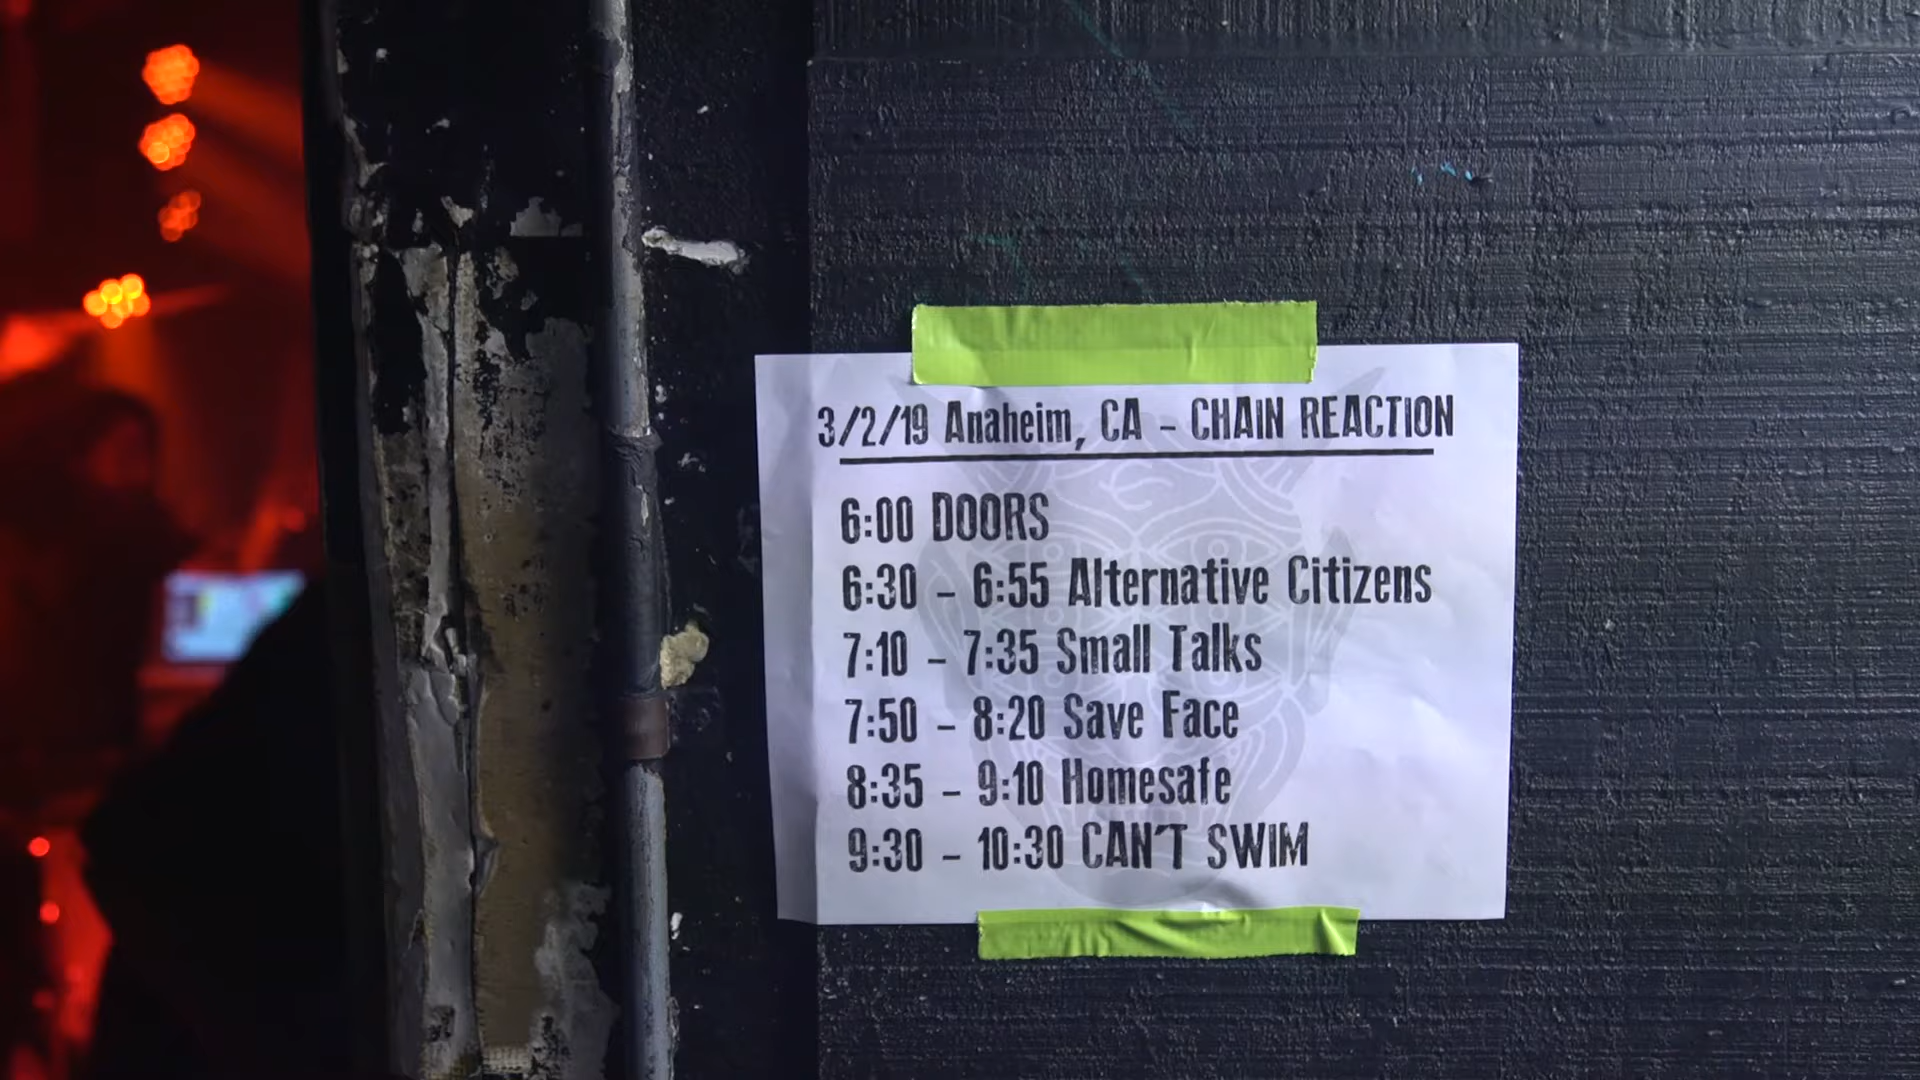 3/2/19 Anaheim, CA - CHAIN REACTION
6:00 DOORS
6:30 - 6:55 Alternative Citizens
7:10 - 7:35 Small Talks
7:50 - 8:20 Save Face
8:35 - 9:10 Homesafe
9:30 - 10:30 CAN'T SWIM